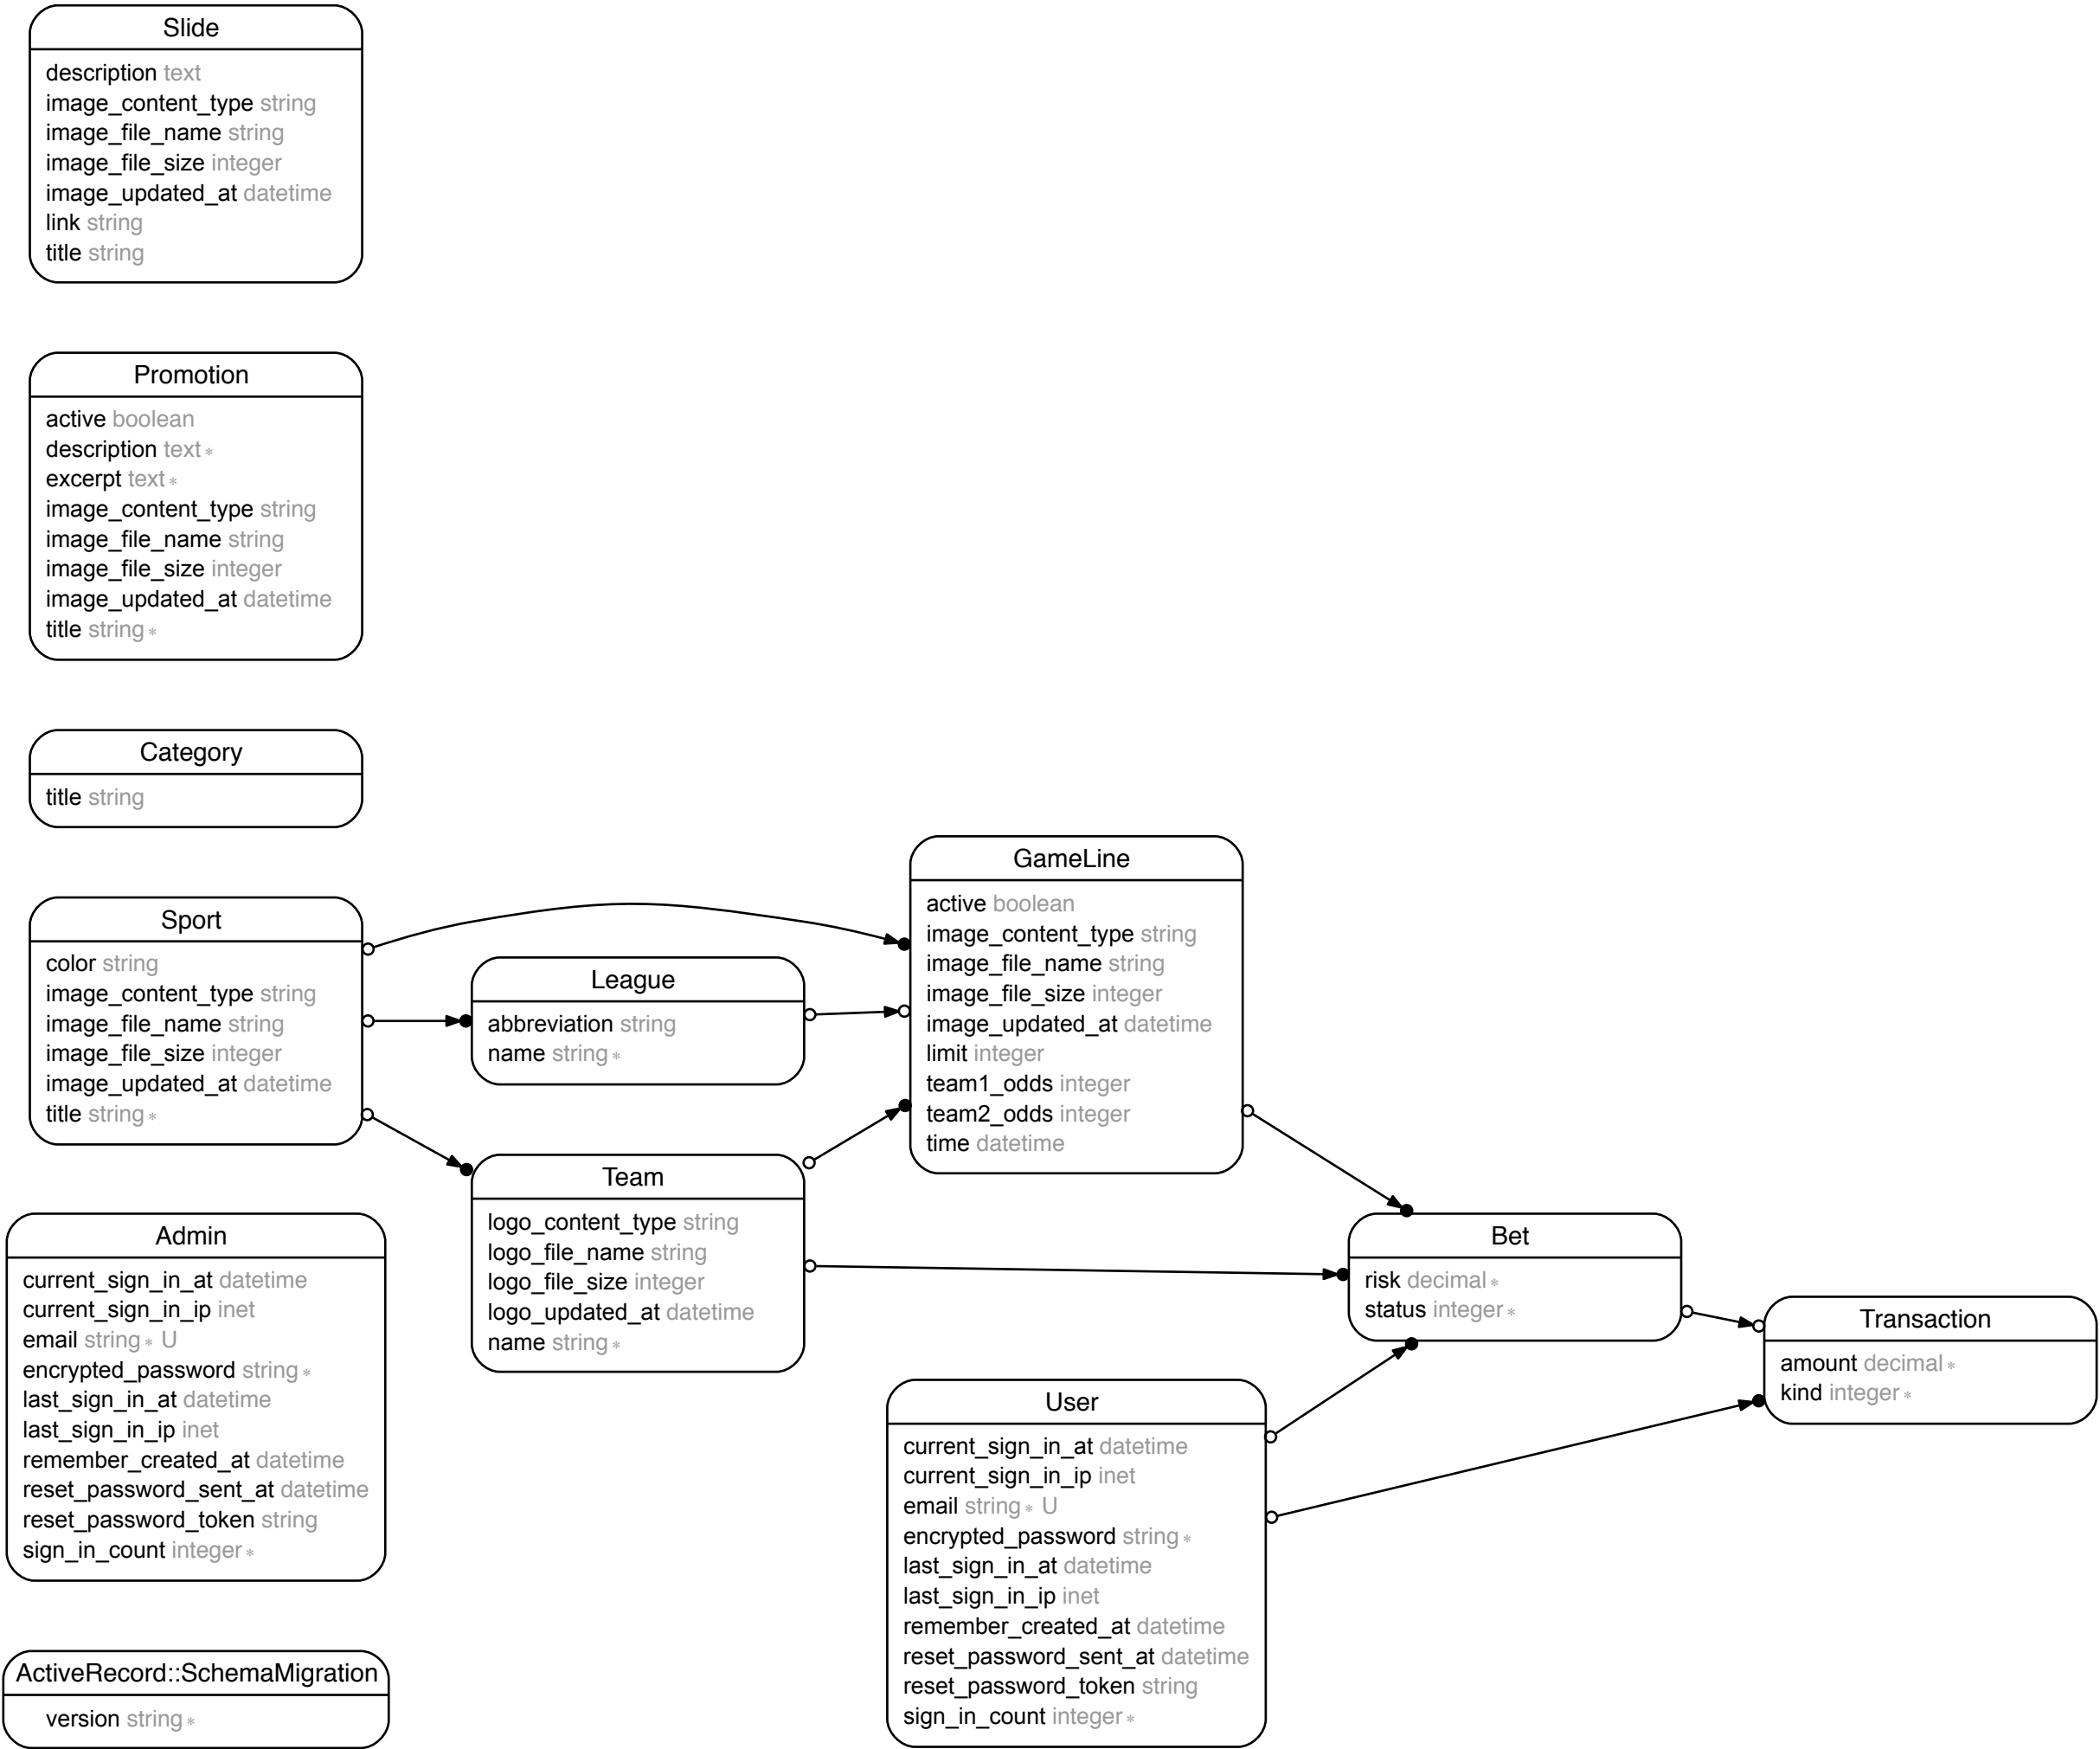 Slide
description text
image_content_type string
image_file_name string
image_file_size integer
image_updated_at datetime
link string
title string
Promotion
active boolean
description text *
excerpt text *
image_content_type string
image_file_name string
image_file_size integer
image_updated_at datetime
title string *
Category
title string
Sport
color string
image_content_type string
image_file_name string
image_file_size integer
image_updated_at datetime
title string *
League
abbreviation string
name string *
GameLine
active boolean
image_content_type string
image_file_name string
image_file_size integer
image_updated_at datetime
limit integer
team1_odds integer
team2_odds integer
time datetime
Team
logo_content_type string
logo_file_name string
logo_file_size integer
logo_updated_at datetime
name string *
Admin
current_sign_in_at datetime
current_sign_in_ip inet
email string * U
encrypted_password string *
last_sign_in_at datetime
last_sign_in_ip inet
remember_created_at datetime
reset_password_sent_at datetime
reset_password_token string
sign_in_count integer *
Bet
risk decimal *
status integer *
Transaction
amount decimal *
kind integer *
User
current_sign_in_at datetime
current_sign_in_ip inet
email string * U
encrypted_password string *
last_sign_in_at datetime
last_sign_in_ip inet
remember_created_at datetime
reset_password_sent_at datetime
reset_password_token string
sign_in_count integer *
ActiveRecord::SchemaMigration
version string *